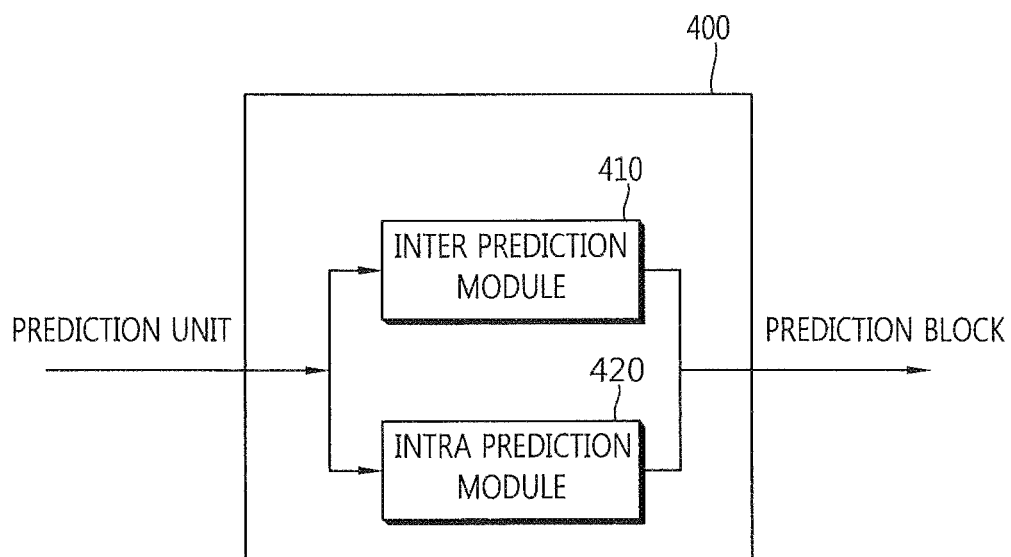 400
410
INTER PREDICTION
MODULE
PREDICTION UNIT
PREDICTION BLOCK
420
INTRA PREDICTION
MODULE